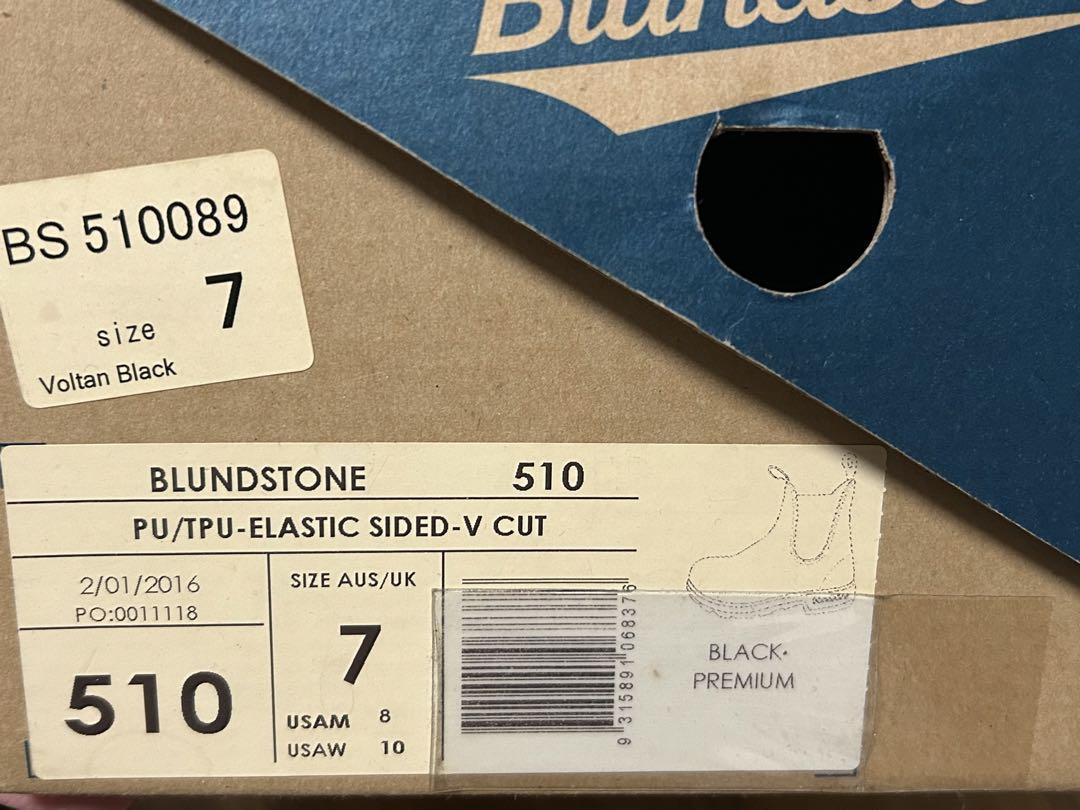 BS 510089
size 7
Voltan Black
BLUNDSTONE 510
PU/TPU-ELASTIC SIDED-V CUT
2/01/2016
PO:0011118
510
SIZE AUS/UK
7
USAM 8
USAW 10
9 315891 068376
BLACK-
PREMIUM